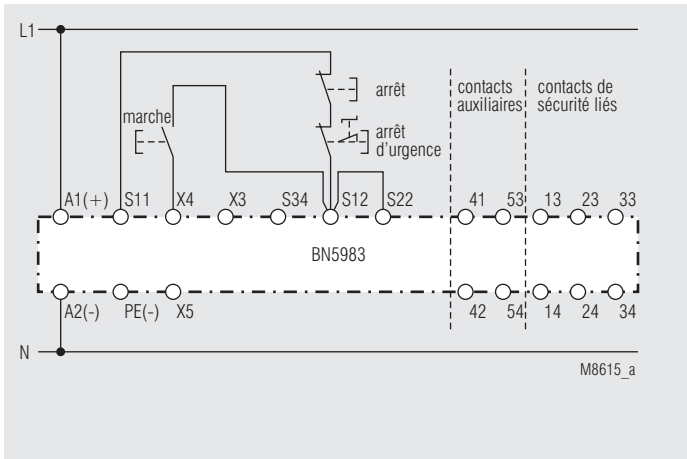 L1
arrêt
contacts
auxiliaires
contacts de
sécurité liés
marche
arrêt
d'urgence
A1(+) S11 X4 X3 S34 S12 S22 41 53 13 23 33
BN5983
A2(-) PE(-) X5 42 54 14 24 34
N
M8615_a